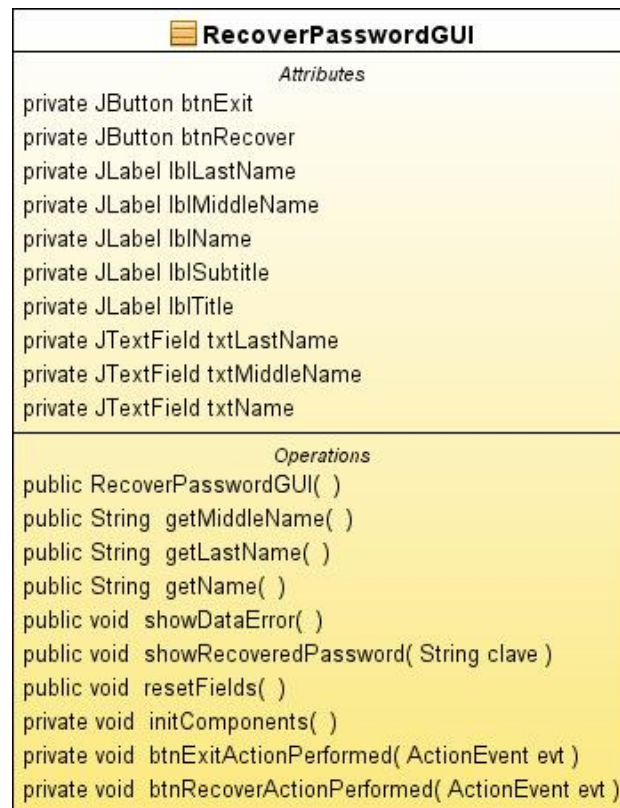 RecoverPasswordGUI
Attributes
private JButton btnExit
private JButton btnRecover
private JLabel lblLastName
private JLabel lblMiddleName
private JLabel lblName
private JLabel lblSubtitle
private JLabel lblTitle
private JTextField txtLastName
private JTextField txtMiddleName
private JTextField txtName
Operations
public RecoverPasswordGUI( )
public String getMiddleName( )
public String getLastName( )
public String getName( )
public void showDataError( )
public void showRecoveredPassword( String clave )
public void resetFields( )
private void initComponents( )
private void btnExitActionPerformed( ActionEvent evt )
private void btnRecoverActionPerformed( ActionEvent evt )